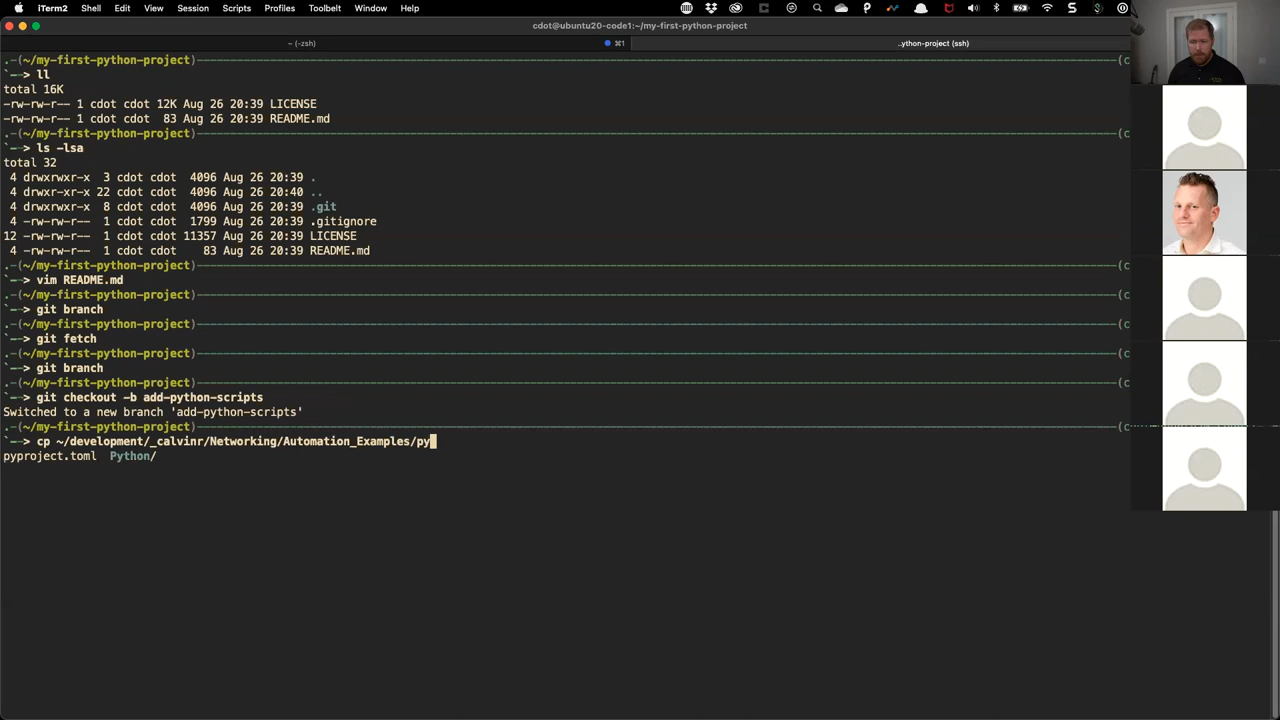 iTerm2 Shell Edit View Session Scripts Profiles Toolbelt Window Help
cdot@ubuntu20-code1:~/my-first-python-project
~ (-zsh) ⌘1 ..ython-project (ssh)
.-(~/my-first-python-project)-(c
`--> ll
total 16K
-rw-rw-r-- 1 cdot cdot 12K Aug 26 20:39 LICENSE
-rw-rw-r-- 1 cdot cdot  83 Aug 26 20:39 README.md
.-(~/my-first-python-project)-(c
`--> ls -lsa
total 32
 4 drwxrwxr-x  3 cdot cdot  4096 Aug 26 20:39 .
 4 drwxr-xr-x 22 cdot cdot  4096 Aug 26 20:40 ..
 4 drwxrwxr-x  8 cdot cdot  4096 Aug 26 20:39 .git
 4 -rw-rw-r--  1 cdot cdot  1799 Aug 26 20:39 .gitignore
12 -rw-rw-r--  1 cdot cdot 11357 Aug 26 20:39 LICENSE
 4 -rw-rw-r--  1 cdot cdot    83 Aug 26 20:39 README.md
.-(~/my-first-python-project)-(c
`--> vim README.md
.-(~/my-first-python-project)-(c
`--> git branch
.-(~/my-first-python-project)-(c
`--> git fetch
.-(~/my-first-python-project)-(c
`--> git branch
.-(~/my-first-python-project)-(c
`--> git checkout -b add-python-scripts
Switched to a new branch 'add-python-scripts'
.-(~/my-first-python-project)-(c
`--> cp ~/development/_calvinr/Networking/Automation_Examples/py
pyproject.toml  Python/